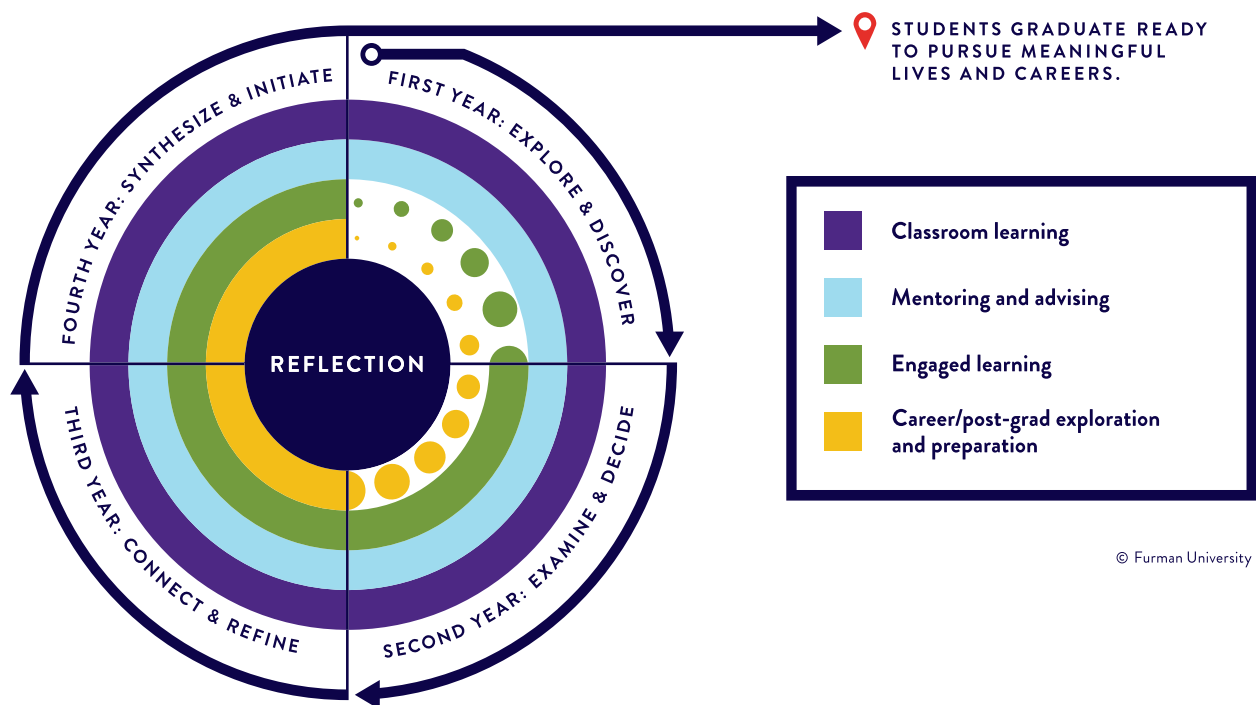 STUDENTS GRADUATE READY
TO PURSUE MEANINGFUL
LIVES AND CAREERS.
FIRST YEAR: EXPLORE & DISCOVER
SECOND YEAR: EXAMINE & DECIDE
THIRD YEAR: CONNECT & REFINE
FOURTH YEAR: SYNTHESIZE & INITIATE
REFLECTION
Classroom learning
Mentoring and advising
Engaged learning
Career/post-grad exploration
and preparation
© Furman University